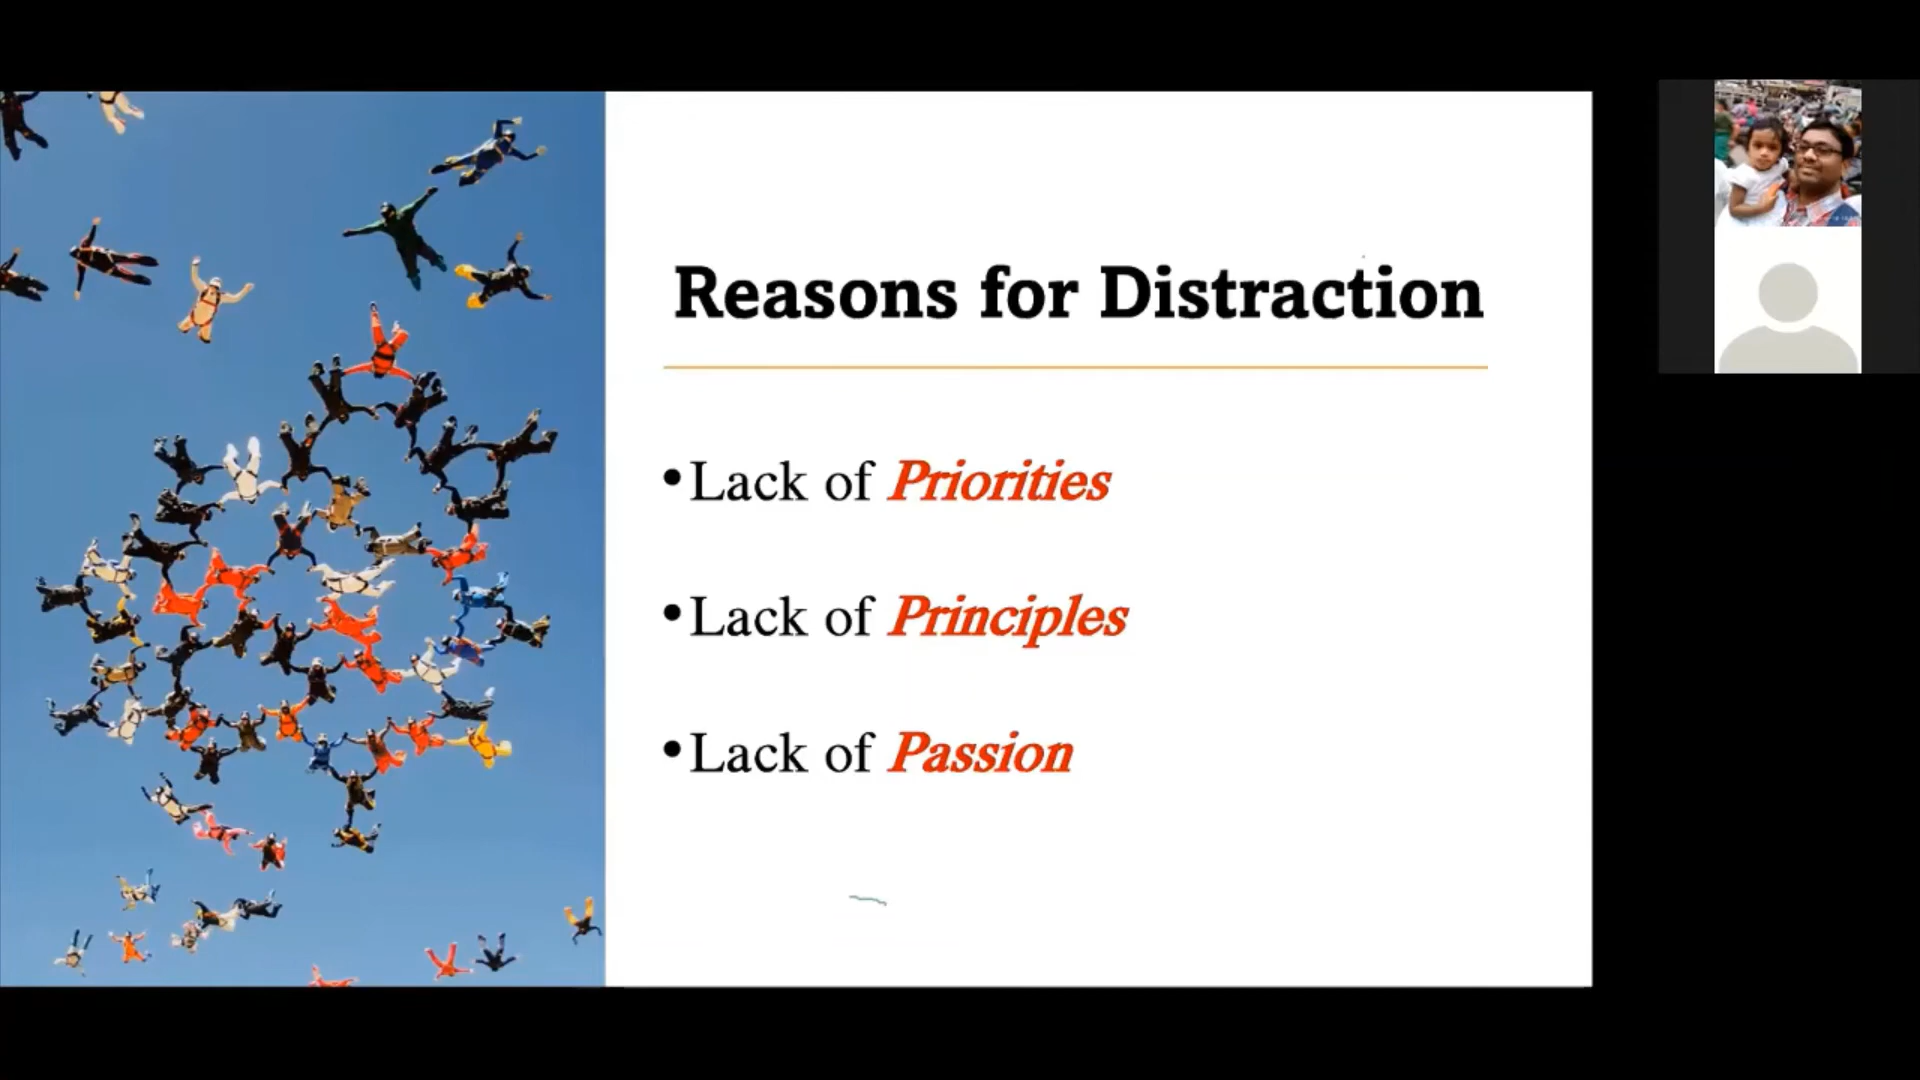 Reasons for Distraction
•Lack of Priorities
•Lack of Principles
•Lack of Passion